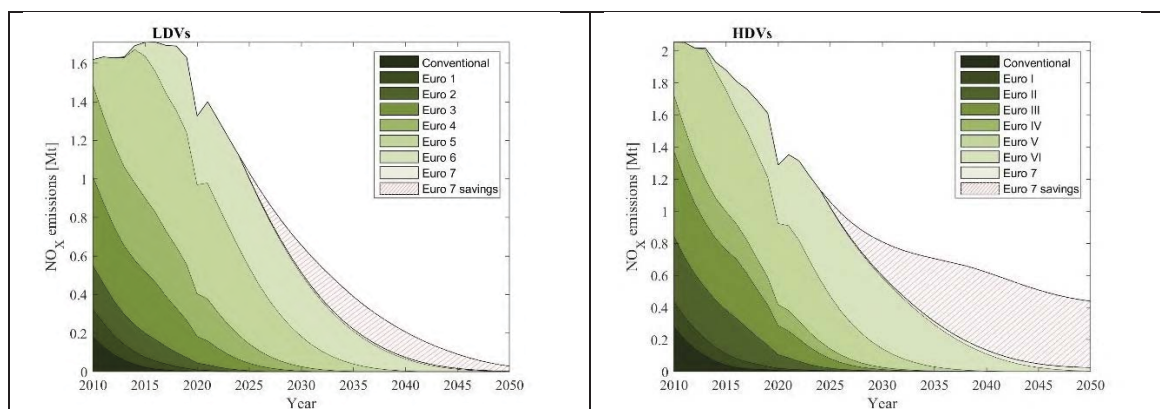 LDVs
NOX emissions [Mt]
1.6
1.4
1.2
1
0.8
0.6
0.4
0.2
0
2010 2015 2020 2025 2030 2035 2040 2045 2050
Year
Conventional
Euro 1
Euro 2
Euro 3
Euro 4
Euro 5
Euro 6
Euro 7
Euro 7 savings
HDVs
NOX emissions [Mt]
2
1.8
1.6
1.4
1.2
1
0.8
0.6
0.4
0.2
0
2010 2015 2020 2025 2030 2035 2040 2045 2050
Year
Conventional
Euro I
Euro II
Euro III
Euro IV
Euro V
Euro VI
Euro 7
Euro 7 savings